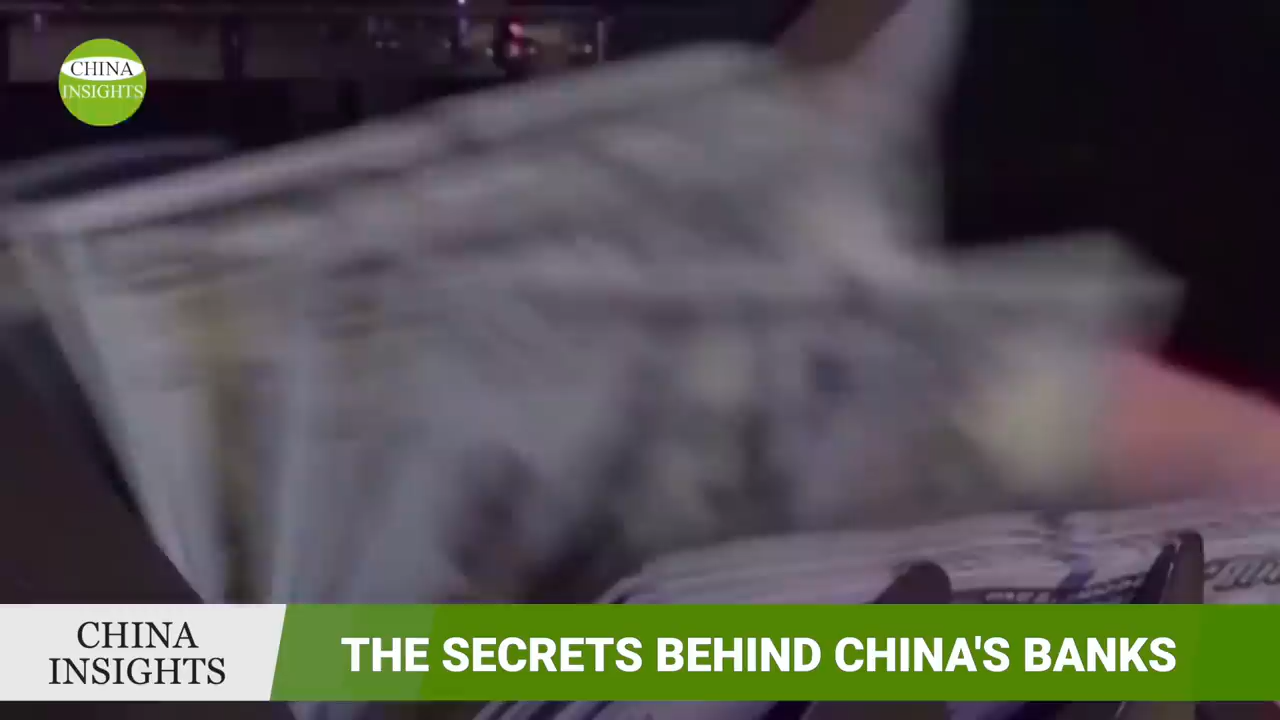 CHINA
INSIGHTS
CHINA
INSIGHTS
THE SECRETS BEHIND CHINA'S BANKS